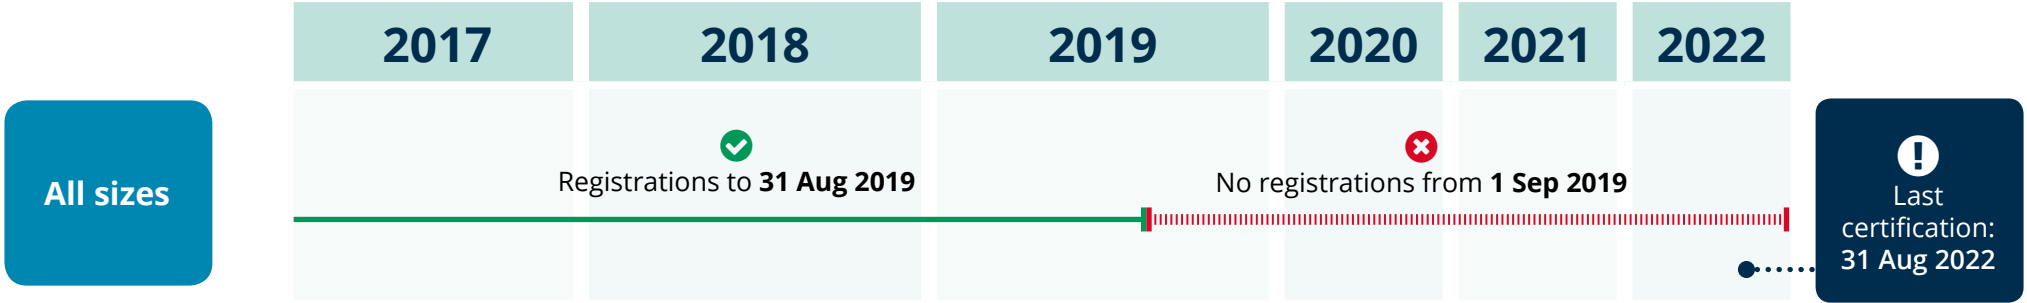 2017 2018 2019 2020 2021 2022
All sizes
Registrations to 31 Aug 2019
No registrations from 1 Sep 2019
Last
certification:
31 Aug 2022